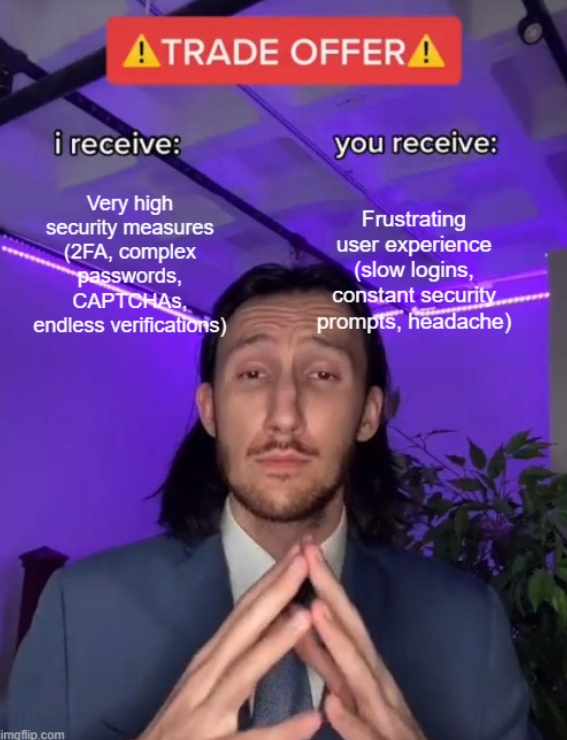 ⚠TRADE OFFER⚠
i receive:
you receive:
Very high
security measures
(2FA, complex
passwords,
CAPTCHAs,
endless verifications)
Frustrating
user experience
(slow logins,
constant security
prompts, headache)
imgflip.com